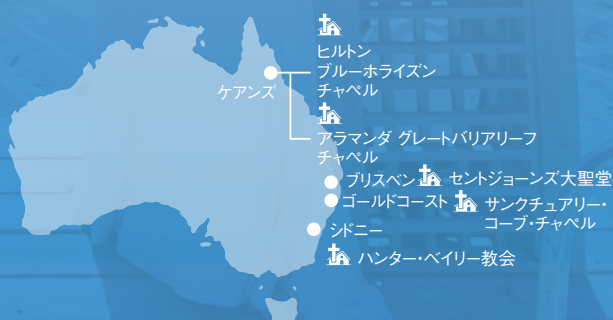 ヒルトン
ブルーホライズン
チャペル
ケアンズ
アラマンダ グレートバリアリーフ
チャペル
ブリスベン セントジョーンズ大聖堂
ゴールドコースト サンクチュアリー・
コーブ・チャペル
シドニー
ハンター・ベイリー教会